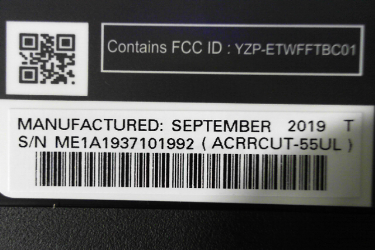 Contains FCC ID : YZP-ETWFFTBC01
MANUFACTURED: SEPTEMBER 2019 T
S/N ME1A1937101992 ( ACRRCUT-55UL )